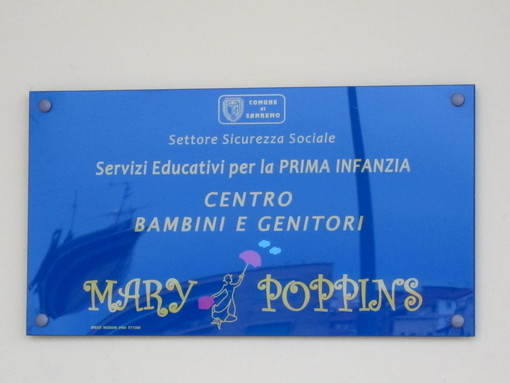 COMUNE
di
SANREMO
Settore Sicurezza Sociale
Servizi Educativi per la PRIMA INFANZIA
CENTRO
BAMBINI E GENITORI
MARY POPPINS